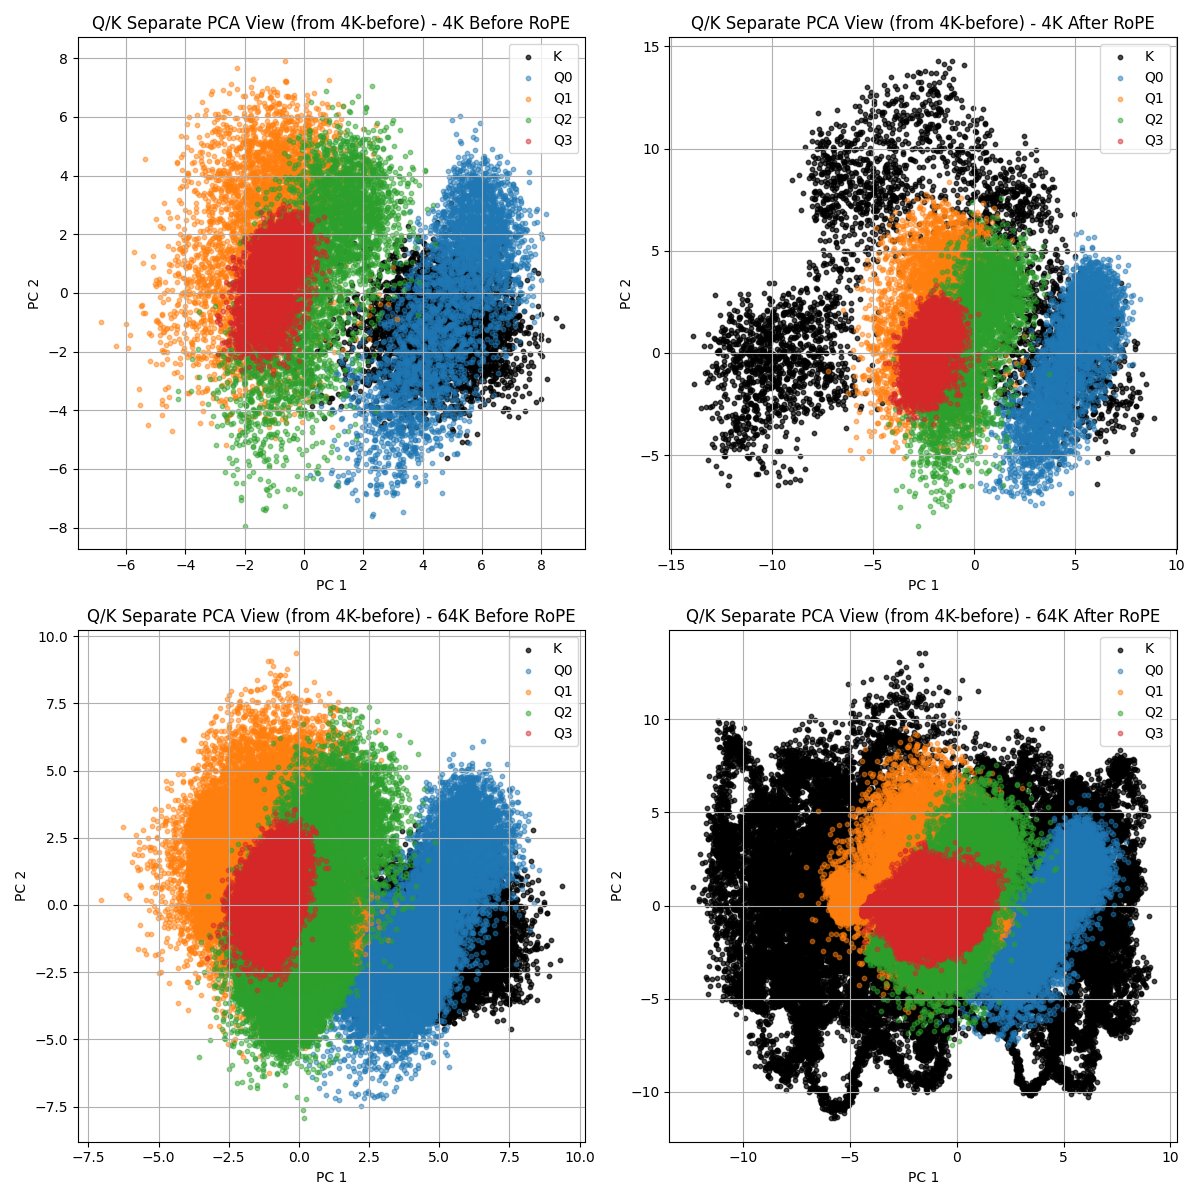 Q/K Separate PCA View (from 4K-before) - 4K Before RoPE
8
6
4
2
0
−2
−4
−6
−8
PC 2
−6
−4
−2
0
2
4
6
8
PC 1
K
Q0
Q1
Q2
Q3
Q/K Separate PCA View (from 4K-before) - 4K After RoPE
15
10
5
0
−5
PC 2
−15
−10
−5
0
5
10
PC 1
K
Q0
Q1
Q2
Q3
Q/K Separate PCA View (from 4K-before) - 64K Before RoPE
10.0
7.5
5.0
2.5
0.0
−2.5
−5.0
−7.5
PC 2
−7.5
−5.0
−2.5
0.0
2.5
5.0
7.5
10.0
PC 1
K
Q0
Q1
Q2
Q3
Q/K Separate PCA View (from 4K-before) - 64K After RoPE
10
5
0
−5
−10
PC 2
−10
−5
0
5
10
PC 1
K
Q0
Q1
Q2
Q3